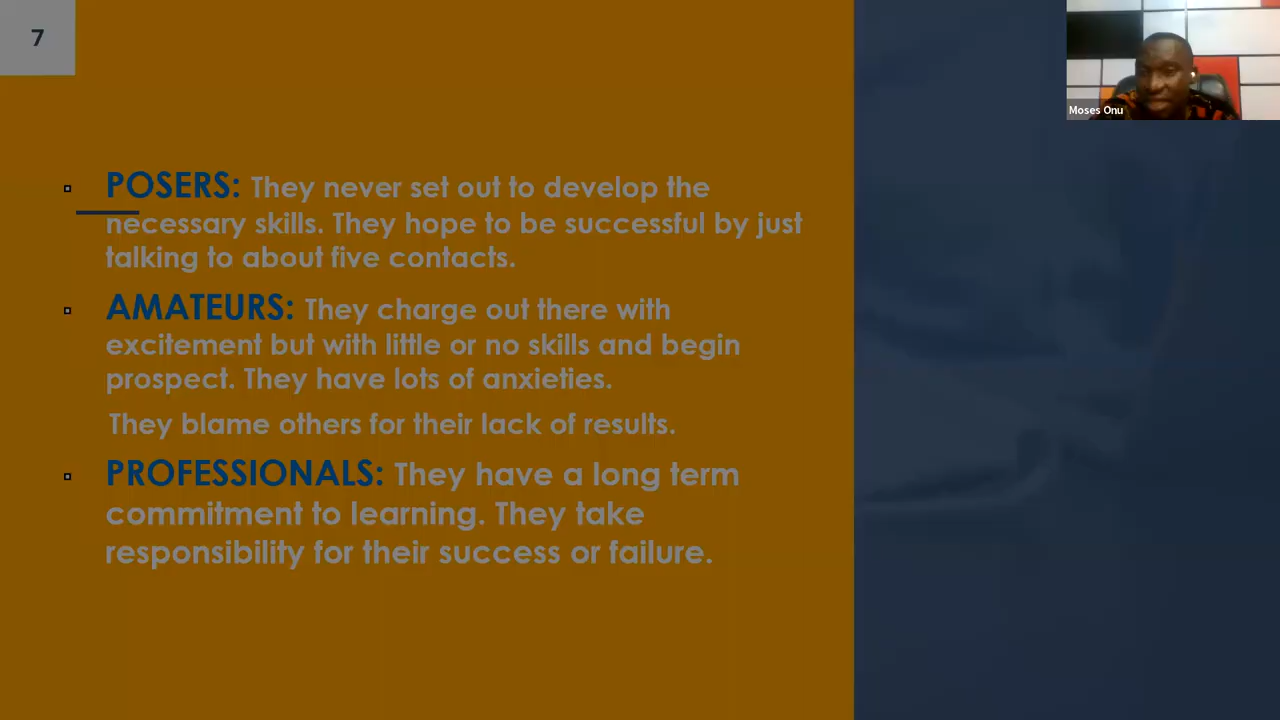 7
Moses Onu
POSERS: They never set out to develop the
necessary skills. They hope to be successful by just
talking to about five contacts.
AMATEURS: They charge out there with
excitement but with little or no skills and begin
prospect. They have lots of anxieties.
They blame others for their lack of results.
PROFESSIONALS: They have a long term
commitment to learning. They take
responsibility for their success or failure.